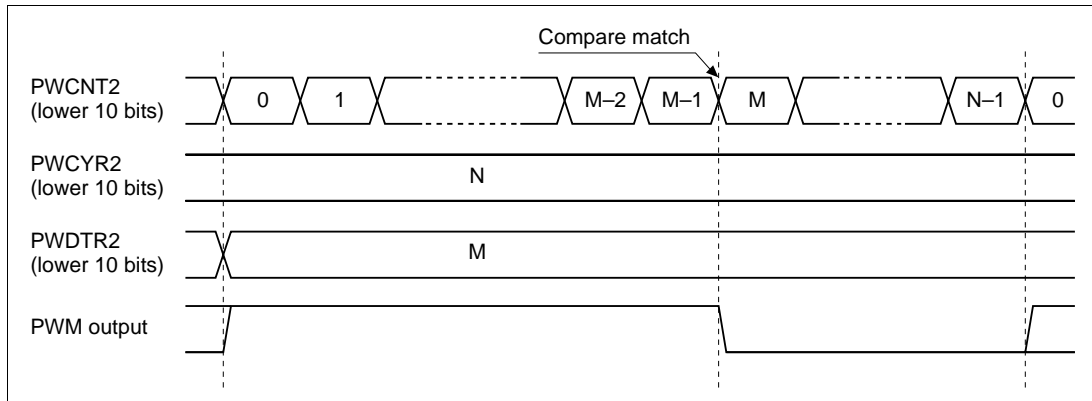 Compare match
PWCNT2
(lower 10 bits)
0 1 M–2 M–1 M N–1 0
PWCYR2
(lower 10 bits)
N
PWDTR2
(lower 10 bits)
M
PWM output